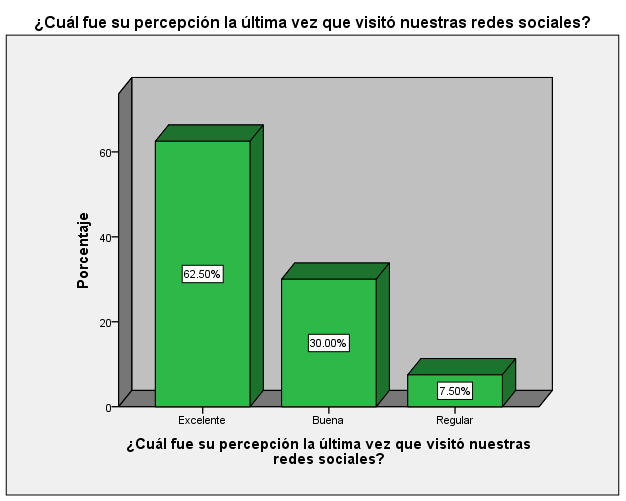 ¿Cuál fue su percepción la última vez que visitó nuestras redes sociales?
Porcentaje
60
40
20
0
62.50%
30.00%
7.50%
Excelente
Buena
Regular
¿Cuál fue su percepción la última vez que visitó nuestras
redes sociales?